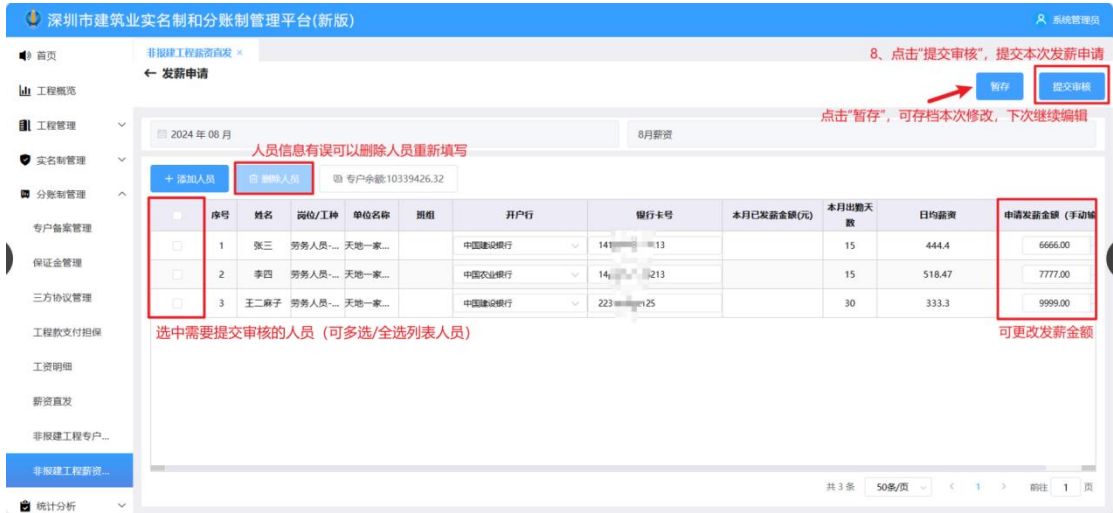 深圳市建筑业实名制和分账制管理平台(新版)
系统管理员
首页
工程概览
工程管理
实名制管理
分账制管理
专户备案管理
保证金管理
三方协议管理
工程款支付担保
工资明细
薪资直发
非报建工程专户...
非报建工程薪资...
统计分析
非报建工程薪资直发 ×
← 发薪申请
8、点击“提交审核”，提交本次发薪申请
暂存
提交审核
点击“暂存”，可存档本次修改，下次继续编辑
2024 年 08 月
8月薪资
人员信息有误可以删除人员重新填写
+ 添加人员
删除人员
专户余额:10339426.32
序号 姓名 岗位/工种 单位名称 班组 开户行 银行卡号 本月已发薪金额(元) 本月出勤天数 日均薪资 申请发薪金额（手动输
1 张三 劳务人员-... 天地一家... 中国建设银行 141 13 15 444.4 6666.00
2 李四 劳务人员-... 天地一家... 中国农业银行 14 213 15 518.47 7777.00
3 王二麻子 劳务人员-... 天地一家... 中国建设银行 223 25 30 333.3 9999.00
选中需要提交审核的人员（可多选/全选列表人员）
可更改发薪金额
共 3 条 50条/页 < 1 > 前往 1 页